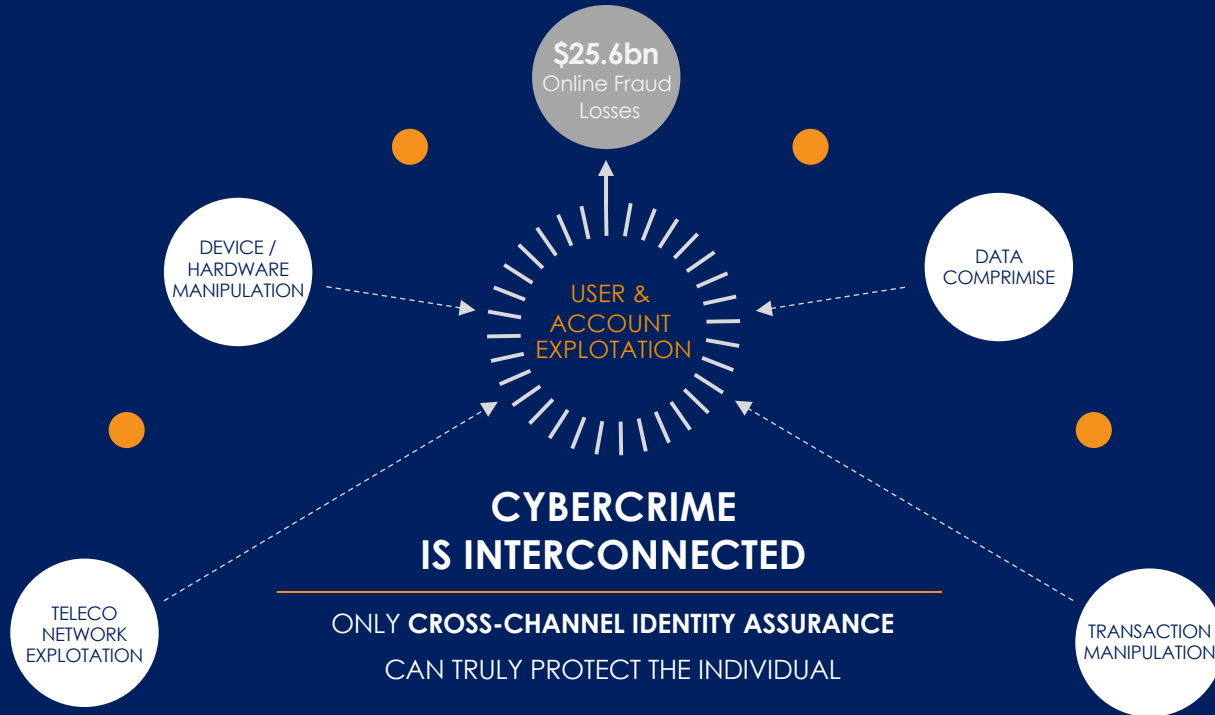 $25.6bn
Online Fraud
Losses
DEVICE /
HARDWARE
MANIPULATION
DATA
COMPRIMISE
USER &
ACCOUNT
EXPLOTATION
CYBERCRIME
IS INTERCONNECTED
ONLY CROSS-CHANNEL IDENTITY ASSURANCE
CAN TRULY PROTECT THE INDIVIDUAL
TELECO
NETWORK
EXPLOTATION
TRANSACTION
MANIPULATION